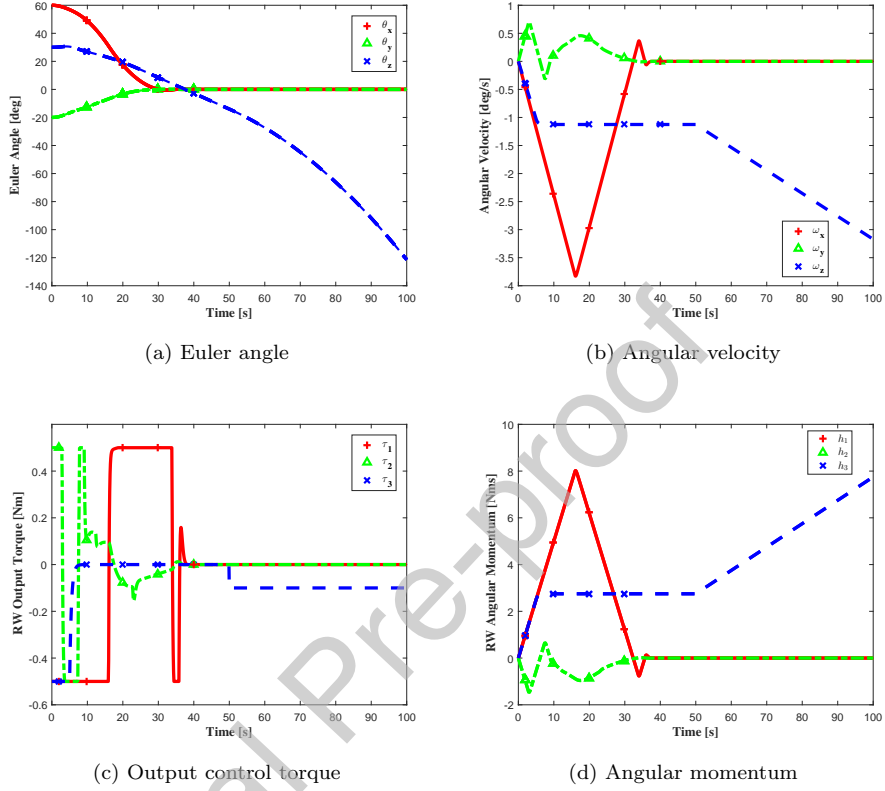 60
40
20
0
-20
-40
-60
-80
-100
-120
-140
Euler Angle [deg]
0 10 20 30 40 50 60 70 80 90 100
Time [s]
θx
θy
θz
(a) Euler angle
1
0.5
0
-0.5
-1
-1.5
-2
-2.5
-3
-3.5
-4
Angular Velocity [deg/s]
0 10 20 30 40 50 60 70 80 90 100
Time [s]
ωx
ωy
ωz
(b) Angular velocity
0.4
0.2
0
-0.2
-0.4
-0.6
RW Output Torque [Nm]
0 10 20 30 40 50 60 70 80 90 100
Time [s]
τ1
τ2
τ3
(c) Output control torque
10
8
6
4
2
0
-2
RW Angular Momentum [Nms]
0 10 20 30 40 50 60 70 80 90 100
Time [s]
h1
h2
h3
(d) Angular momentum
al Pre-proof